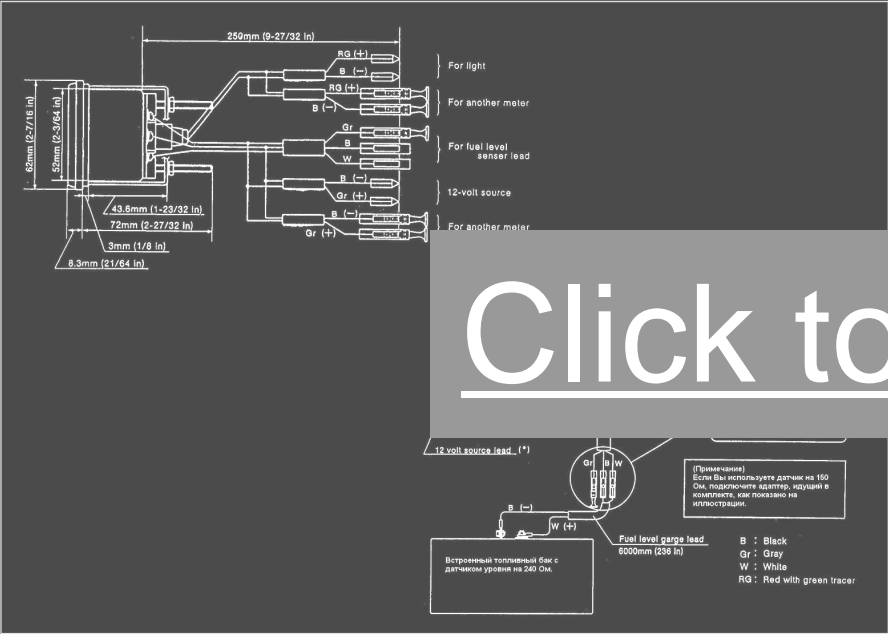 250mm (9-27/32 in)
RG (+)
B (−)
For light
RG (+)
B (−)
For another meter
62mm (2-7/16 in)
52mm (2-3/64 in)
Gr
B
W
For fuel level
senser lead
B (−)
Gr (+)
12-volt source
B (−)
Gr (+)
For another meter
43.6mm (1-23/32 in)
72mm (2-27/32 in)
3mm (1/8 in)
8.3mm (21/64 in)
Click to
12 volt source lead (*)
Gr B W
(Примечание)
Если Вы используете датчик на 150
Ом, подключите адаптер, идущий в
комплекте, как показано на
иллюстрации.
B (−)
W (+)
Fuel level garge lead
6000mm (236 in)
Встроенный топливный бак с
датчиком уровня на 240 Ом.
B : Black
Gr : Gray
W : White
RG : Red with green tracer